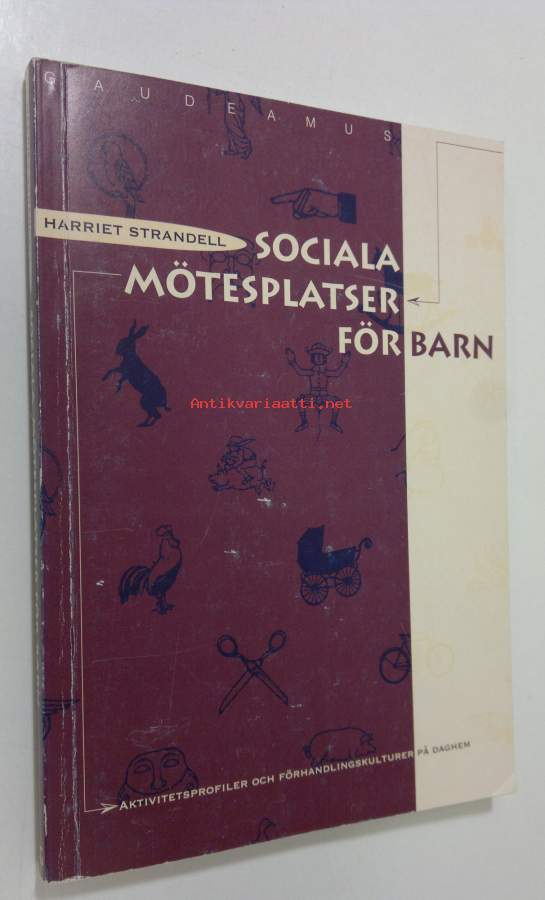 GAUDEAMUS
HARRIET STRANDELL
SOCIALA
MÖTESPLATSER
FÖR BARN
Antikvariaatti.net
AKTIVITETSPROFILER OCH FÖRHANDLINGSKULTURER PÅ DAGHEM